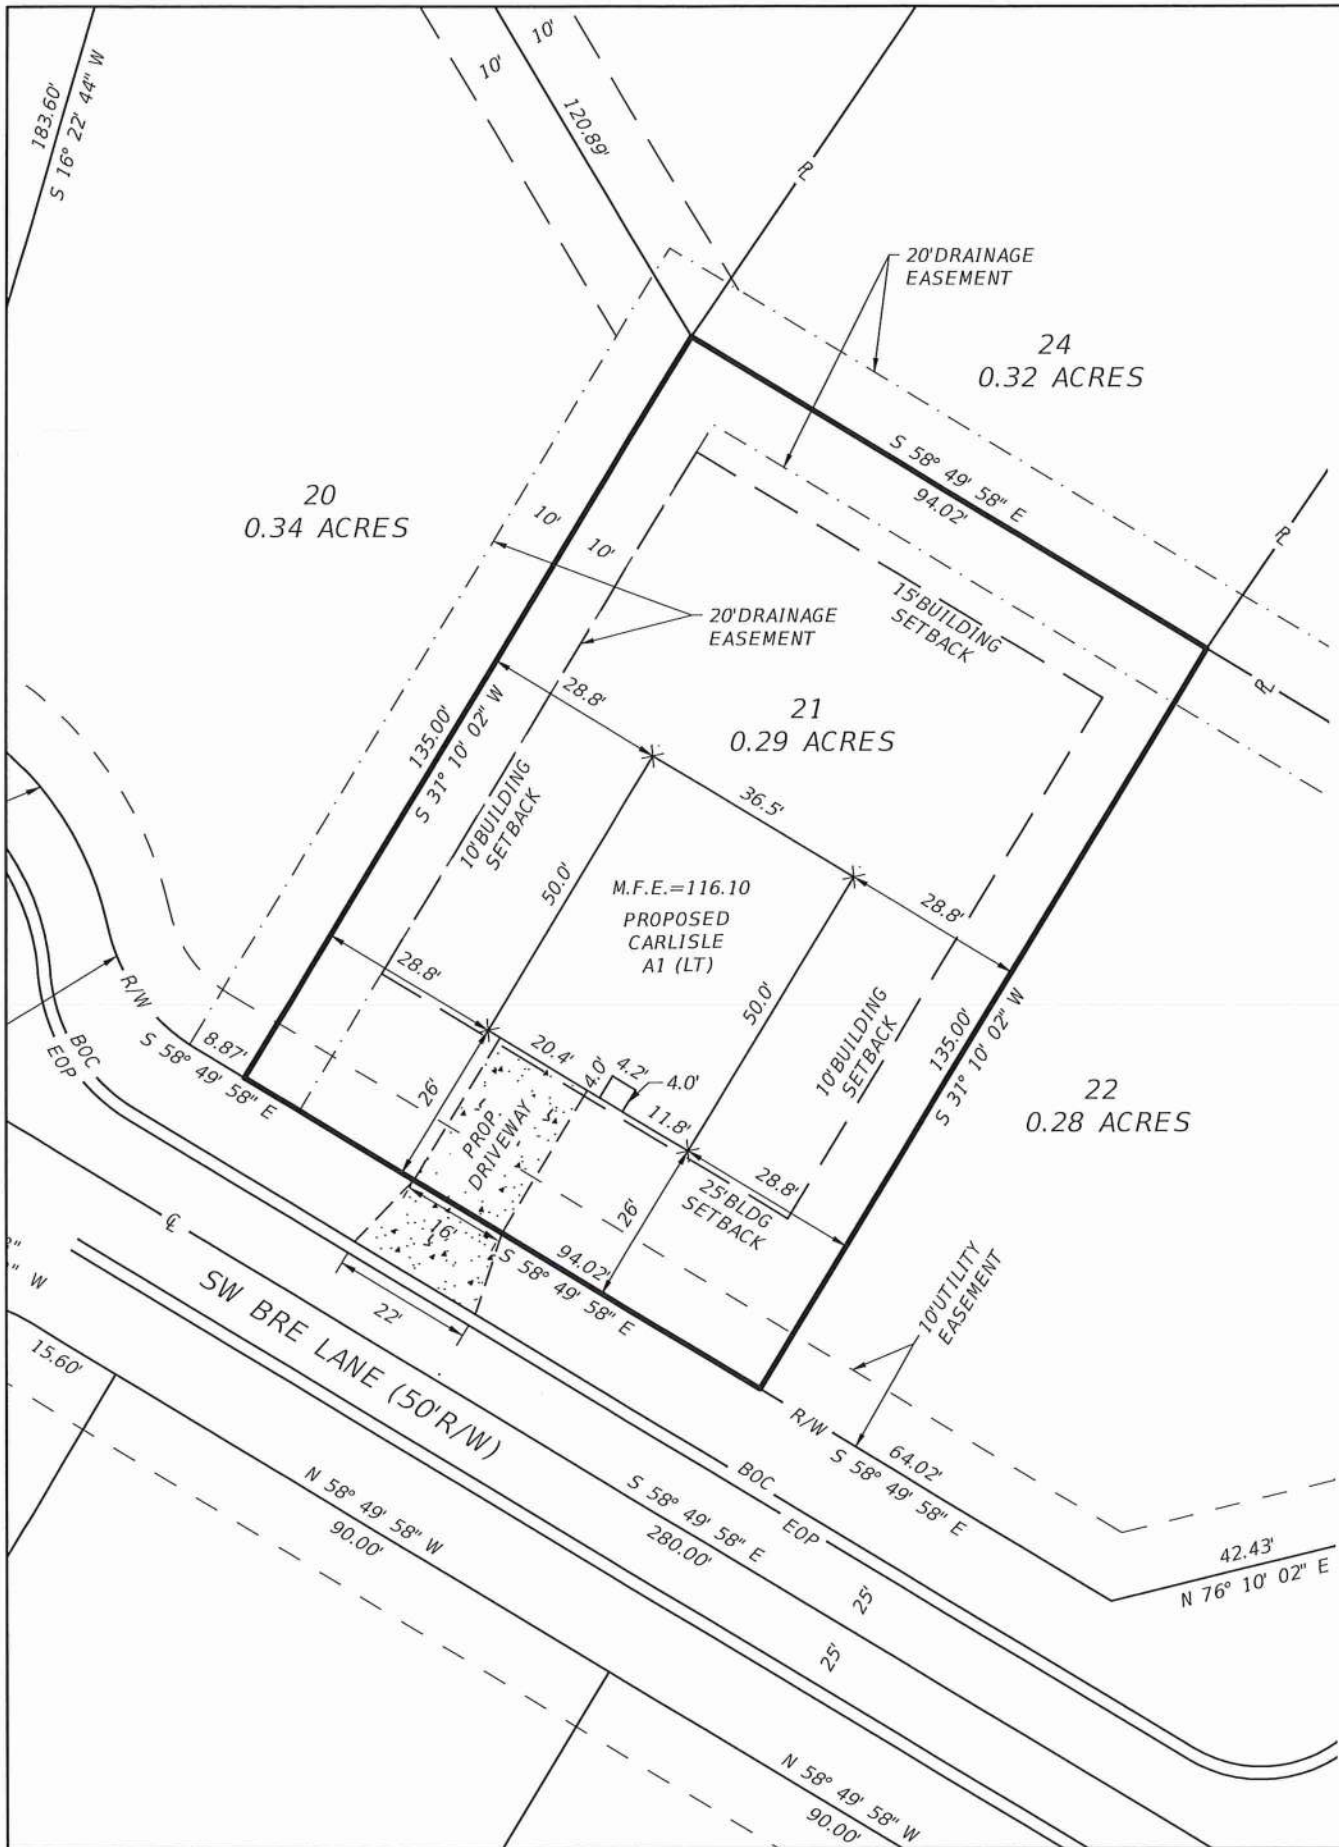 183.60'
S 16° 22' 44" W
10'
10'
120.89'
PL
20'DRAINAGE
EASEMENT
24
0.32 ACRES
S 58° 49' 58" E
94.02'
20
0.34 ACRES
10'
10'
PL
15'BUILDING
SETBACK
20'DRAINAGE
EASEMENT
PL
28.8'
21
0.29 ACRES
135.00'
S 31° 10' 02" W
10'BUILDING
SETBACK
36.5'
50.0'
M.F.E.=116.10
PROPOSED
CARLISLE
A1 (LT)
28.8'
28.8'
50.0'
10'BUILDING
SETBACK
135.00'
S 31° 10' 02" W
R/W
BOC
EOP
8.87'
S 58° 49' 58" E
20.4'
4.0'
4.2'
4.0'
11.8'
26'
PROP.
DRIVEWAY
22
0.28 ACRES
28.8'
25'BLDG
SETBACK
26'
16'
94.02'
S 58° 49' 58" E
CL
" W
22'
SW BRE LANE (50'R/W)
10'UTILITY
EASEMENT
15.60'
R/W
64.02'
S 58° 49' 58" E
BOC
EOP
N 58° 49' 58" W
90.00'
S 58° 49' 58" E
280.00'
42.43'
N 76° 10' 02" E
25'
25'
N 58° 49' 58" W
90.00'